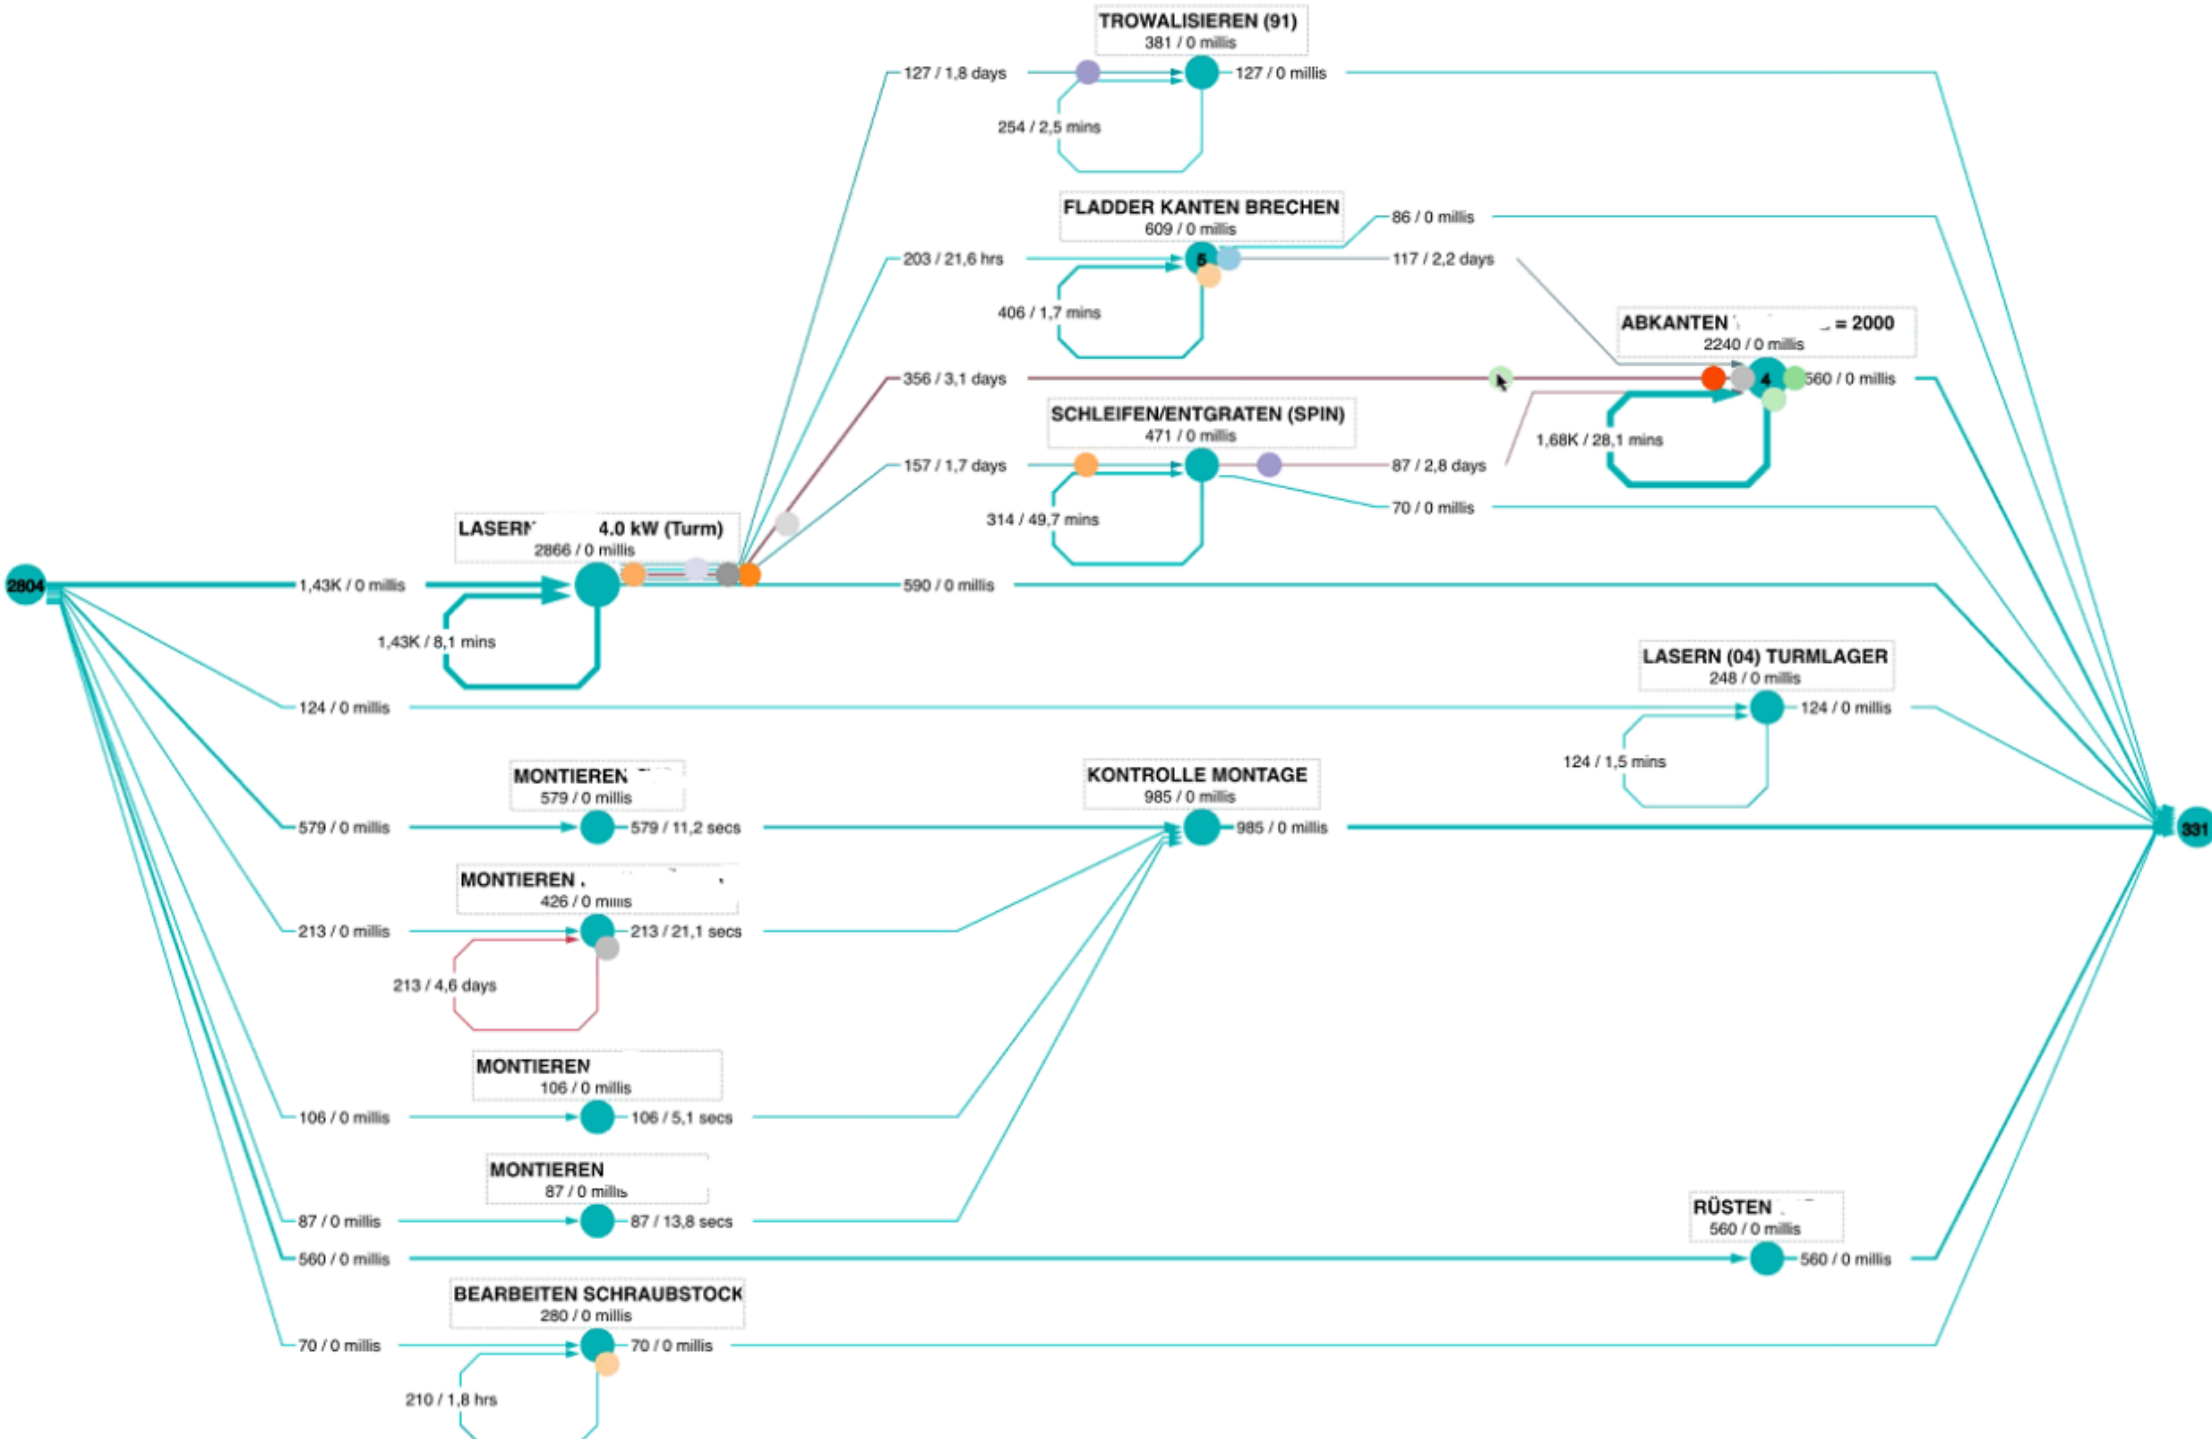 TROWALISIEREN (91)
381 / 0 millis
127 / 1,8 days
127 / 0 millis
254 / 2,5 mins
FLADDER KANTEN BRECHEN
609 / 0 millis
86 / 0 millis
203 / 21,6 hrs
5
117 / 2,2 days
406 / 1,7 mins
ABKANTEN = 2000
2240 / 0 millis
356 / 3,1 days
4
560 / 0 millis
SCHLEIFEN/ENTGRATEN (SPIN)
471 / 0 millis
1,68K / 28,1 mins
157 / 1,7 days
87 / 2,8 days
70 / 0 millis
314 / 49,7 mins
LASERN 4.0 kW (Turm)
2866 / 0 millis
2804
1,43K / 0 millis
590 / 0 millis
1,43K / 8,1 mins
LASERN (04) TURMLAGER
248 / 0 millis
124 / 0 millis
124 / 0 millis
124 / 1,5 mins
MONTIEREN
579 / 0 millis
KONTROLLE MONTAGE
985 / 0 millis
579 / 0 millis
579 / 11,2 secs
985 / 0 millis
331
MONTIEREN
426 / 0 millis
213 / 0 millis
213 / 21,1 secs
213 / 4,6 days
MONTIEREN
106 / 0 millis
106 / 0 millis
106 / 5,1 secs
MONTIEREN
87 / 0 millis
87 / 0 millis
87 / 13,8 secs
RÜSTEN
560 / 0 millis
560 / 0 millis
560 / 0 millis
BEARBEITEN SCHRAUBSTOCK
280 / 0 millis
70 / 0 millis
70 / 0 millis
210 / 1,8 hrs